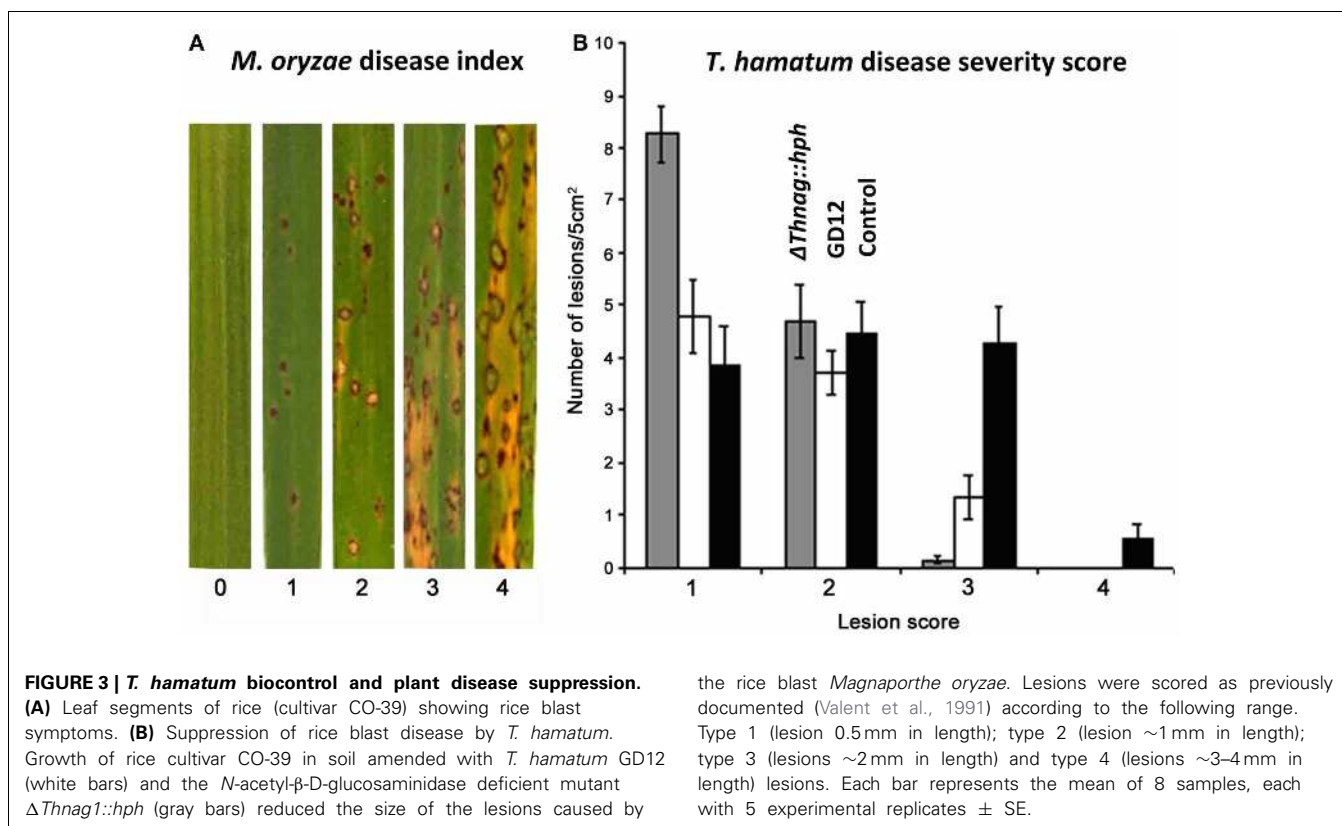 A
M. oryzae disease index
0 1 2 3 4
B
T. hamatum disease severity score
10
9
8
7
6
5
4
3
2
1
0
Number of lesions/5cm²
ΔThnag::hph
GD12
Control
1 2 3 4
Lesion score
FIGURE 3 | T. hamatum biocontrol and plant disease suppression.
(A) Leaf segments of rice (cultivar CO-39) showing rice blast
symptoms. (B) Suppression of rice blast disease by T. hamatum.
Growth of rice cultivar CO-39 in soil amended with T. hamatum GD12
(white bars) and the N-acetyl-β-D-glucosaminidase deficient mutant
ΔThnag1::hph (gray bars) reduced the size of the lesions caused by
the rice blast Magnaporthe oryzae. Lesions were scored as previously
documented (Valent et al., 1991) according to the following range.
Type 1 (lesion 0.5 mm in length); type 2 (lesion ∼1 mm in length);
type 3 (lesions ∼2 mm in length) and type 4 (lesions ∼3–4 mm in
length) lesions. Each bar represents the mean of 8 samples, each
with 5 experimental replicates ± SE.